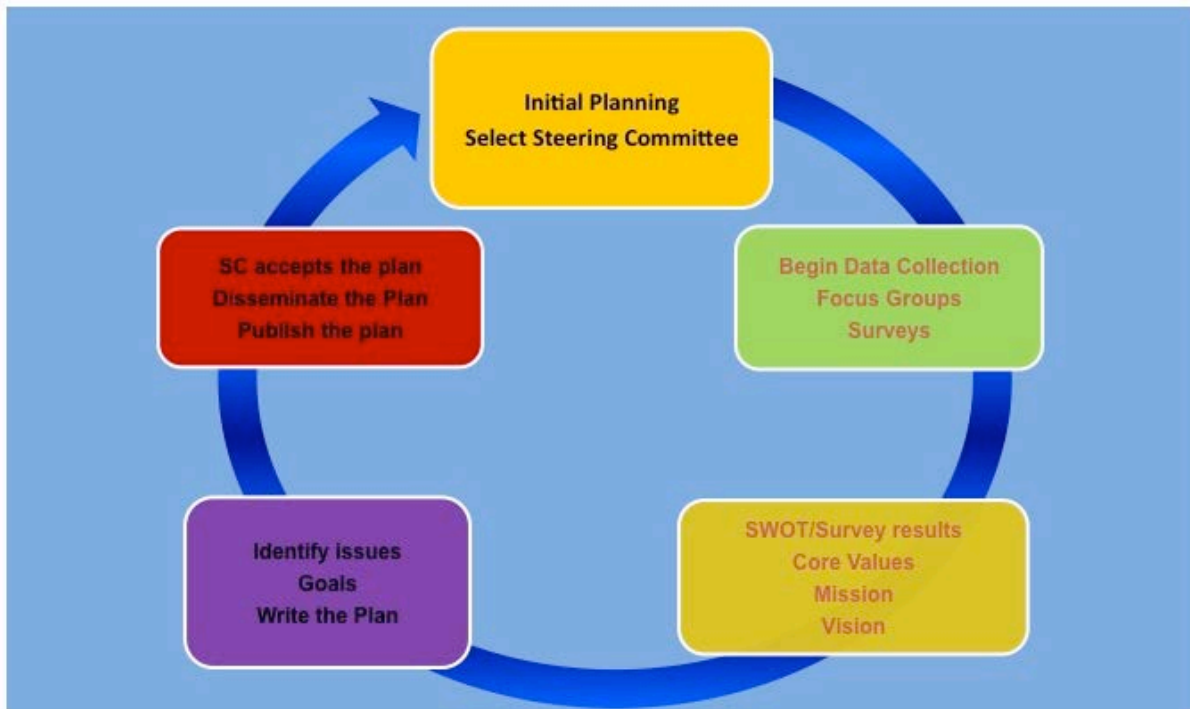 Initial Planning
Select Steering Committee
Begin Data Collection
Focus Groups
Surveys
SWOT/Survey results
Core Values
Mission
Vision
Identify issues
Goals
Write the Plan
SC accepts the plan
Disseminate the Plan
Publish the plan